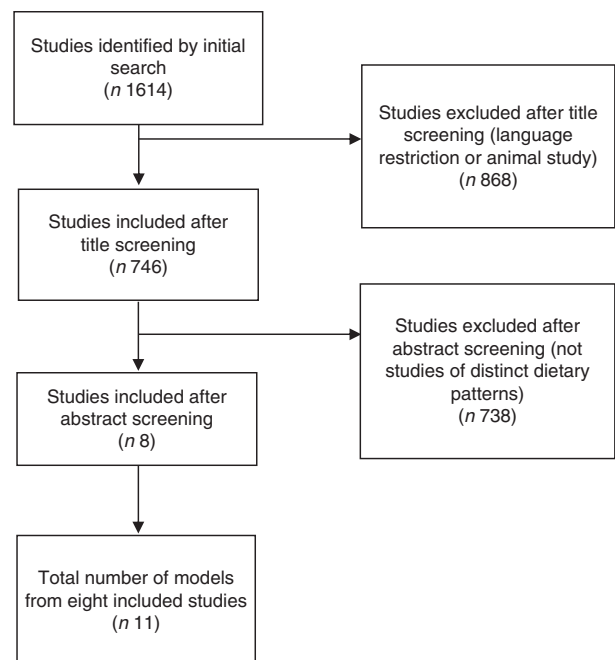 Studies identified by initial
search
(n 1614)
Studies excluded after title
screening (language
restriction or animal study)
(n 868)
Studies included after
title screening
(n 746)
Studies excluded after
abstract screening (not
studies of distinct dietary
patterns)
(n 738)
Studies included after
abstract screening
(n 8)
Total number of models
from eight included studies
(n 11)